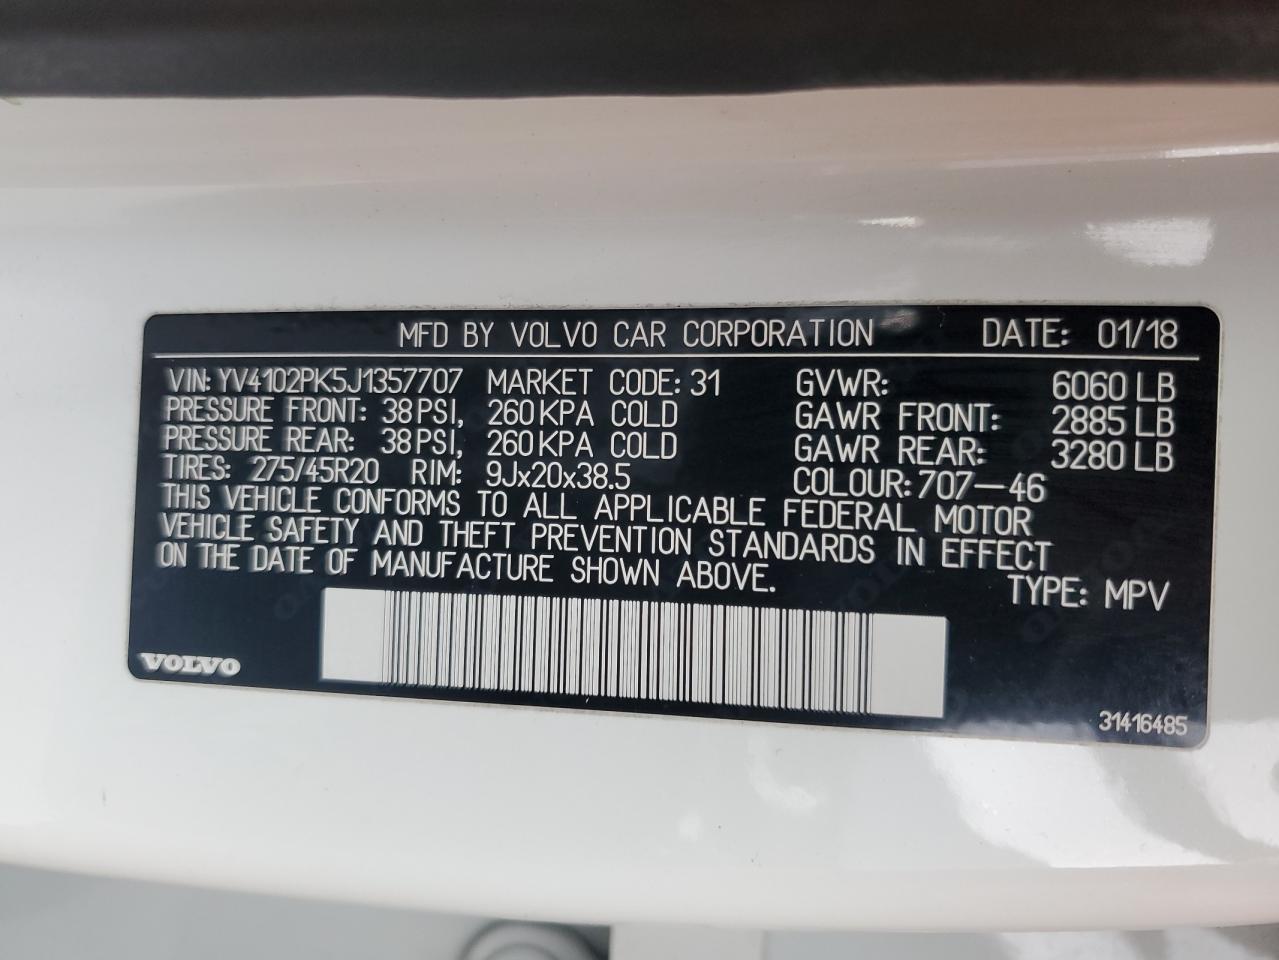 MFD BY VOLVO CAR CORPORATION DATE: 01/18
VIN: YV4102PK5J1357707 MARKET CODE: 31 GVWR: 6060 LB
PRESSURE FRONT: 38 PSI, 260 KPA COLD GAWR FRONT: 2885 LB
PRESSURE REAR: 38 PSI, 260 KPA COLD GAWR REAR: 3280 LB
TIRES: 275/45R20 RIM: 9Jx20x38.5 COLOUR: 707-46
THIS VEHICLE CONFORMS TO ALL APPLICABLE FEDERAL MOTOR
VEHICLE SAFETY AND THEFT PREVENTION STANDARDS IN EFFECT
ON THE DATE OF MANUFACTURE SHOWN ABOVE. TYPE: MPV
VOLVO
31416485